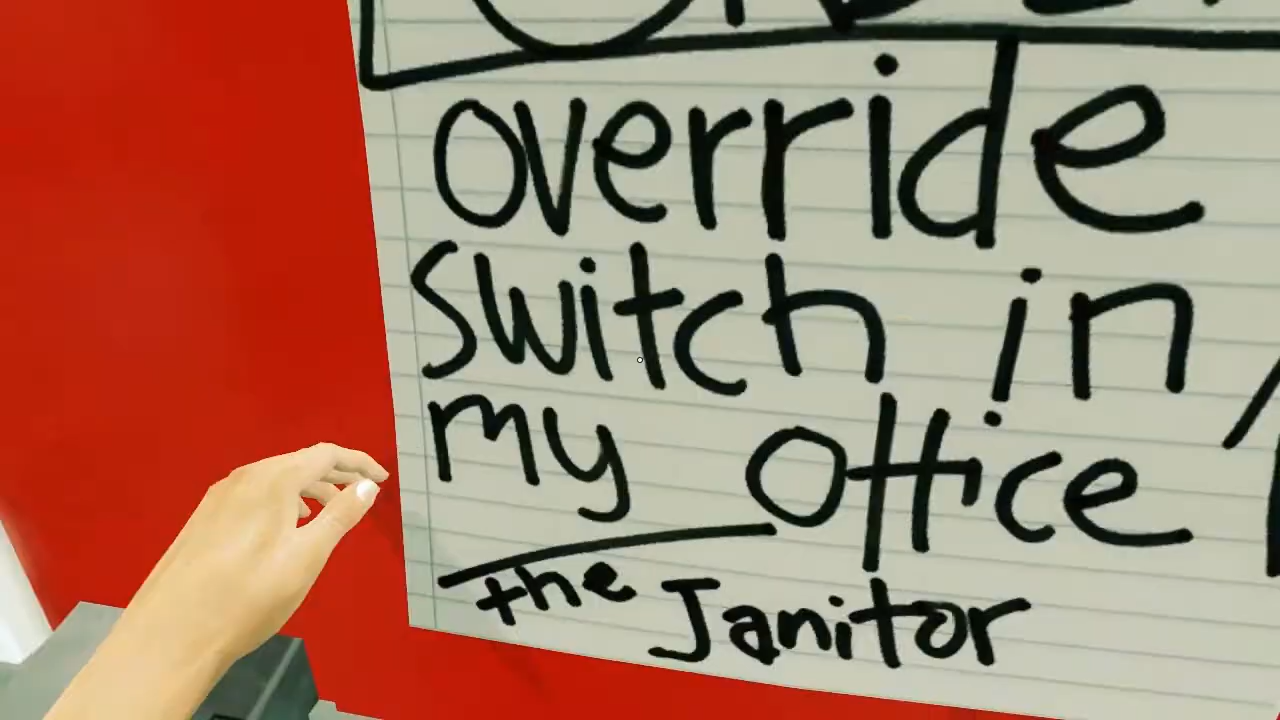 override
switch in
my office
the Janitor